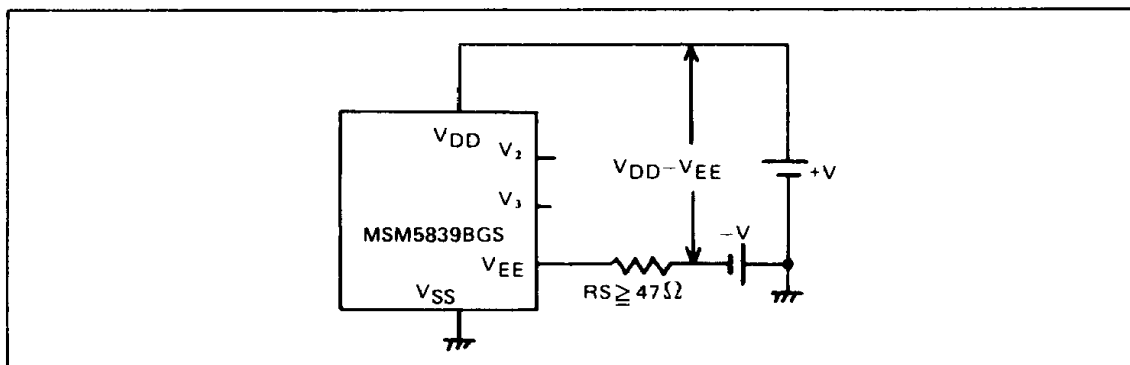 VDD
V2
VDD−VEE
+V
V3
MSM5839BGS
−V
VEE
RS ≧ 47Ω
VSS